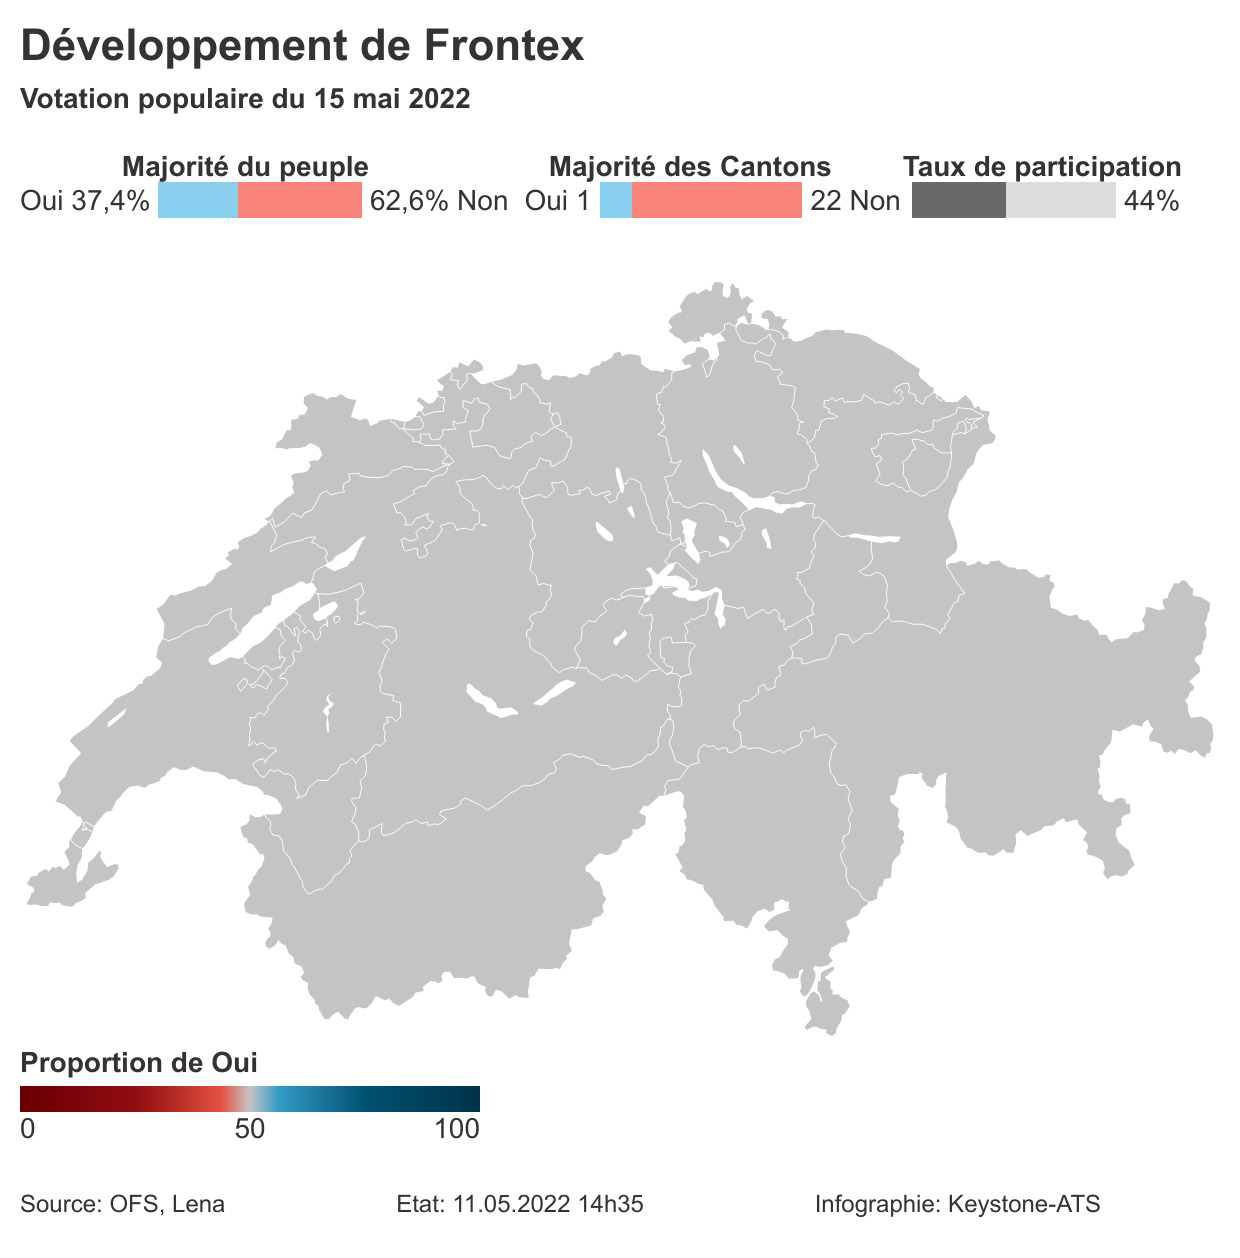 Développement de Frontex
Votation populaire du 15 mai 2022
Majorité du peuple Majorité des Cantons Taux de participation
Oui 37,4% 62,6% Non Oui 1 22 Non 44%
Proportion de Oui
0 50 100
Source: OFS, Lena Etat: 11.05.2022 14h35 Infographie: Keystone-ATS